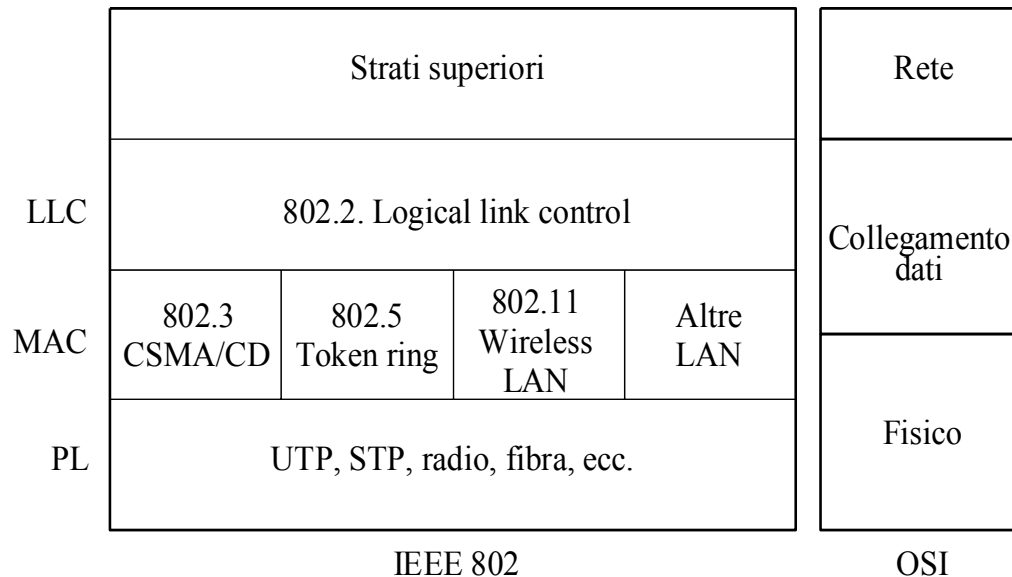 Strati superiori
Rete
LLC
802.2. Logical link control
Collegamento
dati
MAC
802.3
CSMA/CD
802.5
Token ring
802.11
Wireless
LAN
Altre
LAN
Fisico
PL
UTP, STP, radio, fibra, ecc.
IEEE 802
OSI